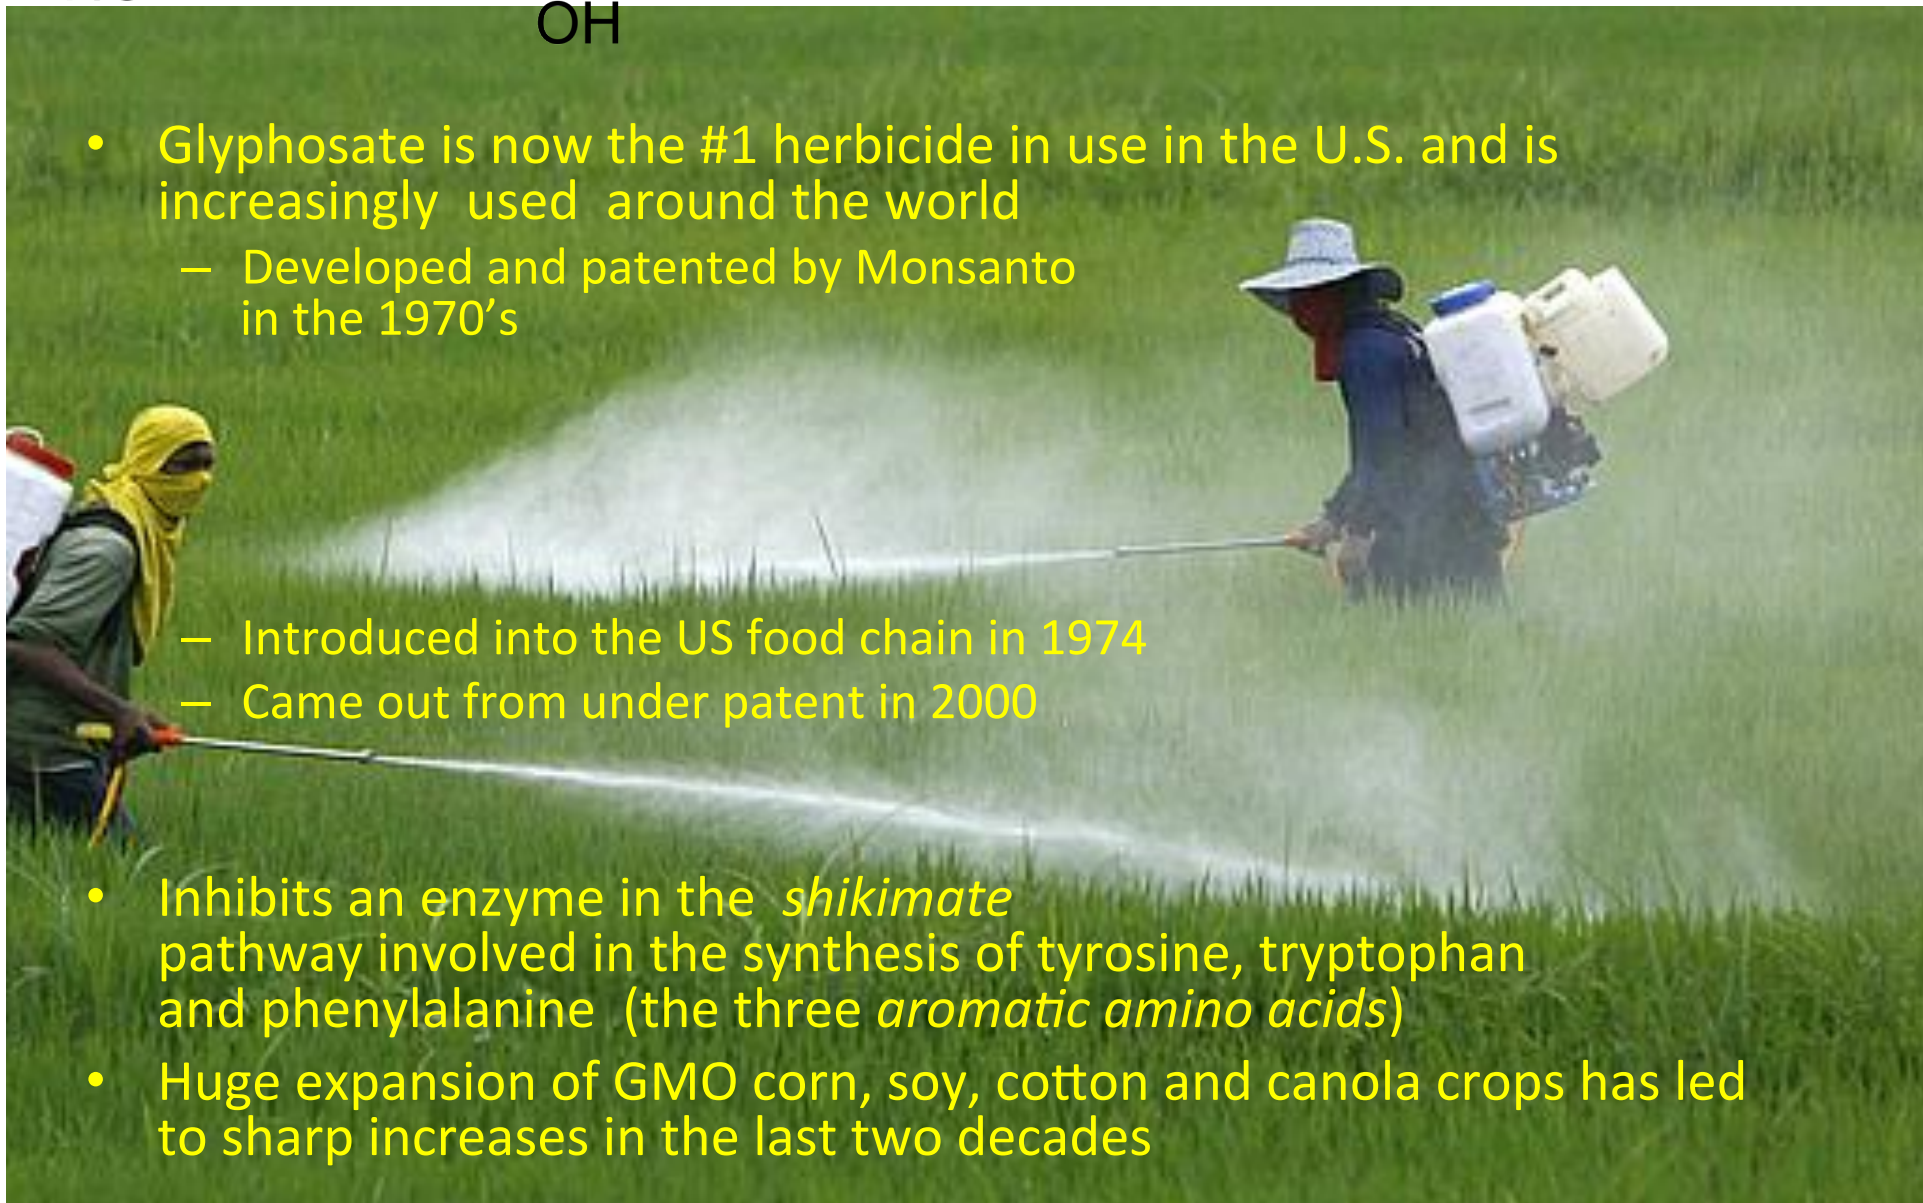 OH
• Glyphosate is now the #1 herbicide in use in the U.S. and is
increasingly used around the world
– Developed and patented by Monsanto
in the 1970’s
– Introduced into the US food chain in 1974
– Came out from under patent in 2000
• Inhibits an enzyme in the shikimate
pathway involved in the synthesis of tyrosine, tryptophan
and phenylalanine (the three aromatic amino acids)
• Huge expansion of GMO corn, soy, cotton and canola crops has led
to sharp increases in the last two decades